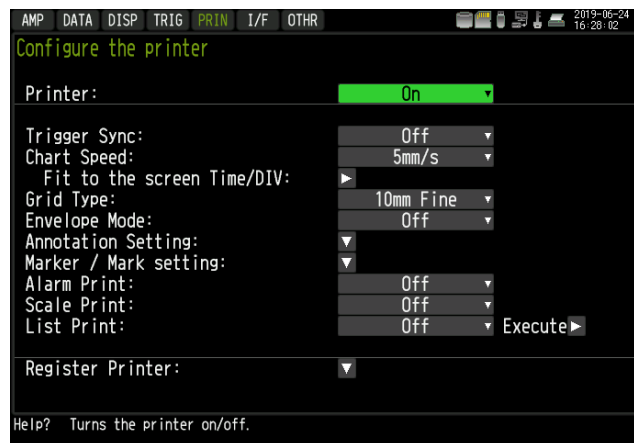 AMP DATA DISP TRIG PRIN I/F OTHR 2019-06-24
16:28:02
Configure the printer
Printer: On
Trigger Sync: Off
Chart Speed: 5mm/s
Fit to the screen Time/DIV:
Grid Type: 10mm Fine
Envelope Mode: Off
Annotation Setting:
Marker / Mark setting:
Alarm Print: Off
Scale Print: Off
List Print: Off Execute
Register Printer:
Help? Turns the printer on/off.